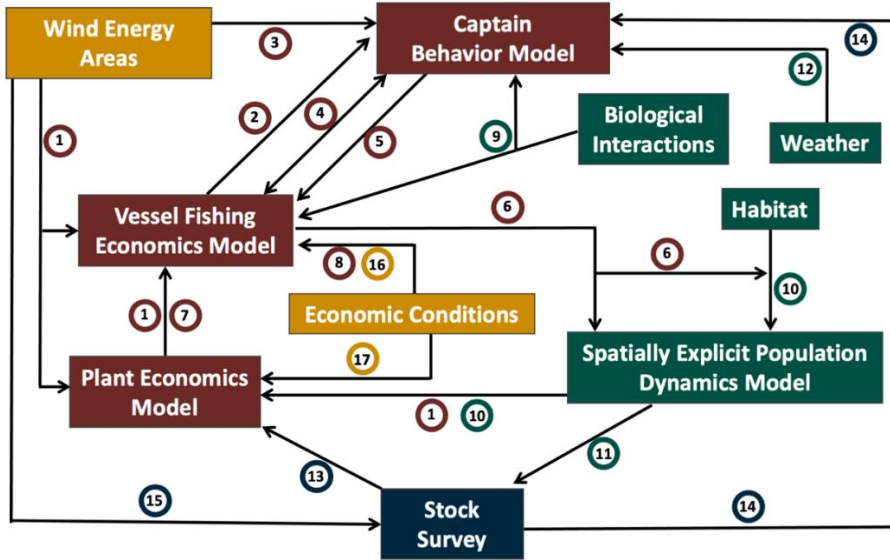 Wind Energy
Areas
3
Captain
Behavior Model
14
12
1
2
4
5
9
Biological
Interactions
Weather
Vessel Fishing
Economics Model
6
Habitat
8 16
6
10
1 7
Economic Conditions
17
Plant Economics
Model
Spatially Explicit Population
Dynamics Model
1 10
11
13
15
Stock
Survey
14